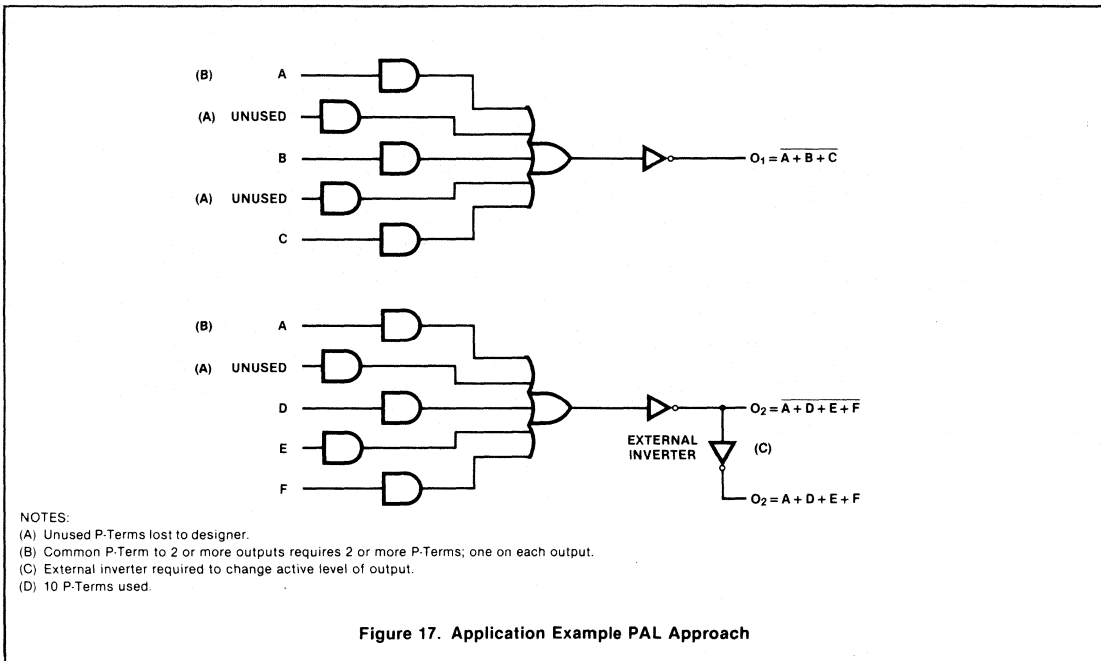 (B) A
(A) UNUSED
B
(A) UNUSED
C
O₁ = \overline{A + B + C}
(B) A
(A) UNUSED
D
E
F
O₂ = \overline{A + D + E + F}
EXTERNAL
INVERTER
(C)
O₂ = A + D + E + F
NOTES:
(A) Unused P-Terms lost to designer.
(B) Common P-Term to 2 or more outputs requires 2 or more P-Terms; one on each output.
(C) External inverter required to change active level of output.
(D) 10 P-Terms used.
Figure 17. Application Example PAL Approach